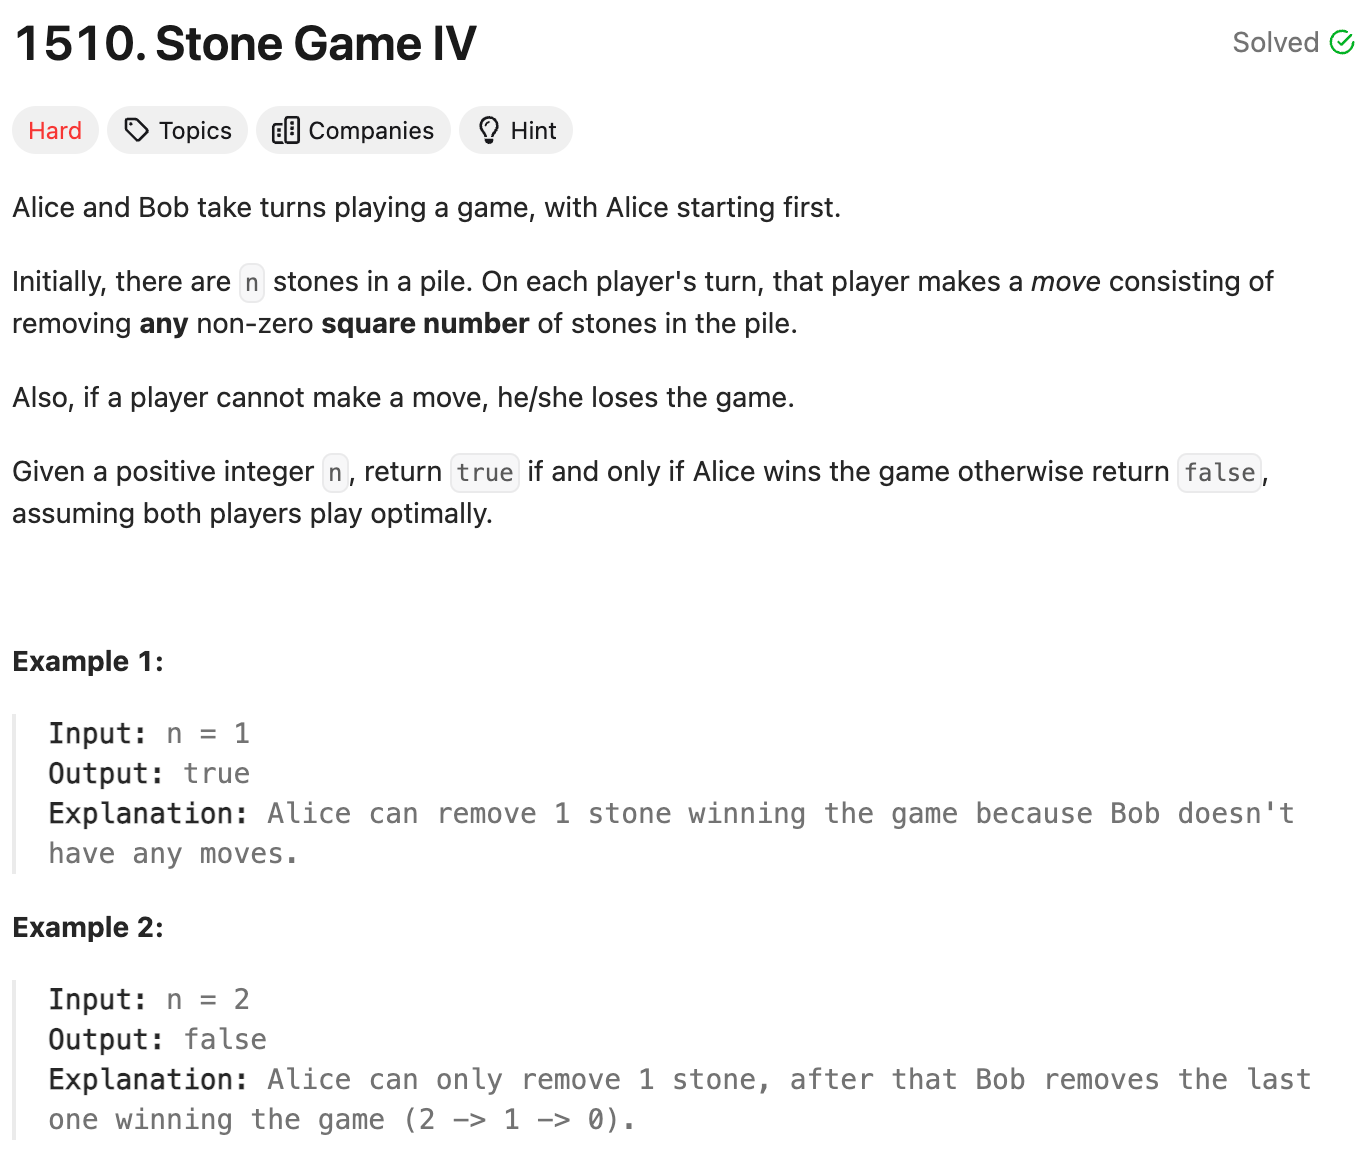 1510. Stone Game IV
Solved
Hard Topics Companies Hint
Alice and Bob take turns playing a game, with Alice starting first.
Initially, there are n stones in a pile. On each player's turn, that player makes a move consisting of
removing any non-zero square number of stones in the pile.
Also, if a player cannot make a move, he/she loses the game.
Given a positive integer n, return true if and only if Alice wins the game otherwise return false,
assuming both players play optimally.
Example 1:
Input: n = 1
Output: true
Explanation: Alice can remove 1 stone winning the game because Bob doesn't
have any moves.
Example 2:
Input: n = 2
Output: false
Explanation: Alice can only remove 1 stone, after that Bob removes the last
one winning the game (2 -> 1 -> 0).